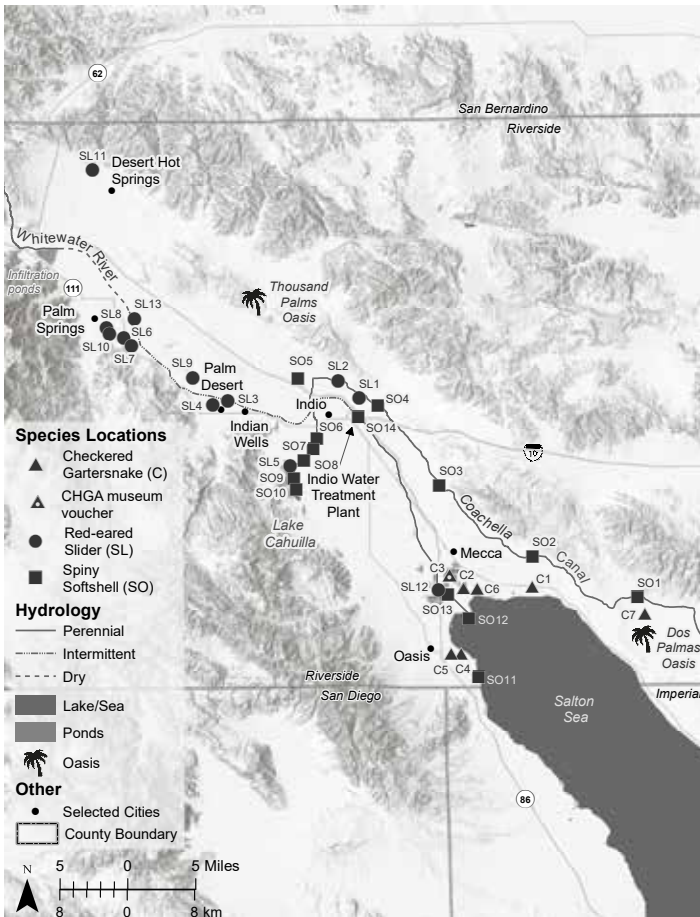 62
San Bernardino
Riverside
SL11
Desert Hot
Springs
Whitewater River
Infiltration
ponds
111
Thousand
Palms
Oasis
Palm
Springs
SL8
SL13
SL6
SL10
SL7
SL9
Palm
Desert
SO5
SL2
SL1
SO4
SL4
SL3
Indio
Indian
Wells
SO6
SO14
SO7
SO8
SL5
SO9
SO10
Indio Water
Treatment
Plant
10
SO3
Lake
Cahuilla
Coachella
Canal
Mecca
SO2
C3
C2
C6
C1
SO1
SL12
SO13
SO12
C7
Dos
Palmas
Oasis
Oasis
C5
C4
SO11
Riverside
San Diego
Imperial
Salton
Sea
86
Species Locations
Checkered
Gartersnake (C)
CHGA museum
voucher
Red-eared
Slider (SL)
Spiny
Softshell (SO)
Hydrology
Perennial
Intermittent
Dry
Lake/Sea
Ponds
Oasis
Other
Selected Cities
County Boundary
N
5 0 5 Miles
8 0 8 km